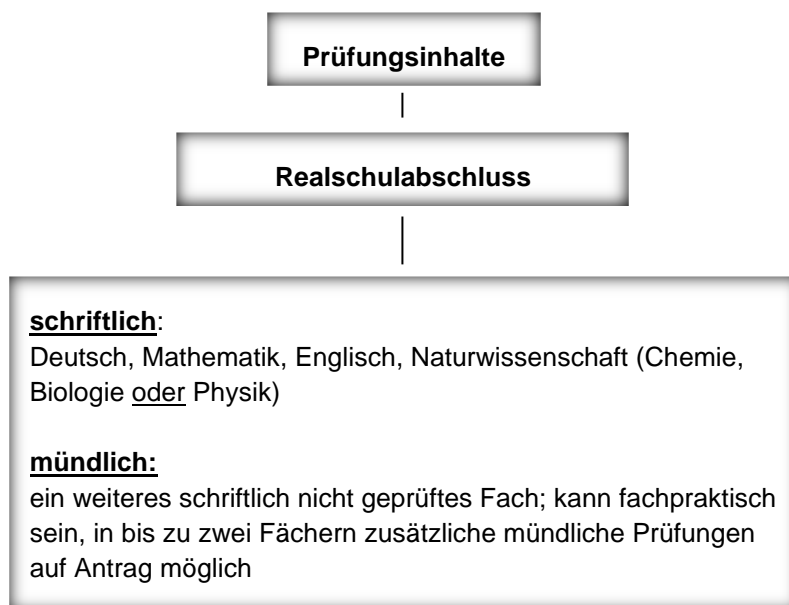 Prüfungsinhalte
Realschulabschluss
schriftlich:
Deutsch, Mathematik, Englisch, Naturwissenschaft (Chemie,
Biologie oder Physik)
mündlich:
ein weiteres schriftlich nicht geprüftes Fach; kann fachpraktisch
sein, in bis zu zwei Fächern zusätzliche mündliche Prüfungen
auf Antrag möglich